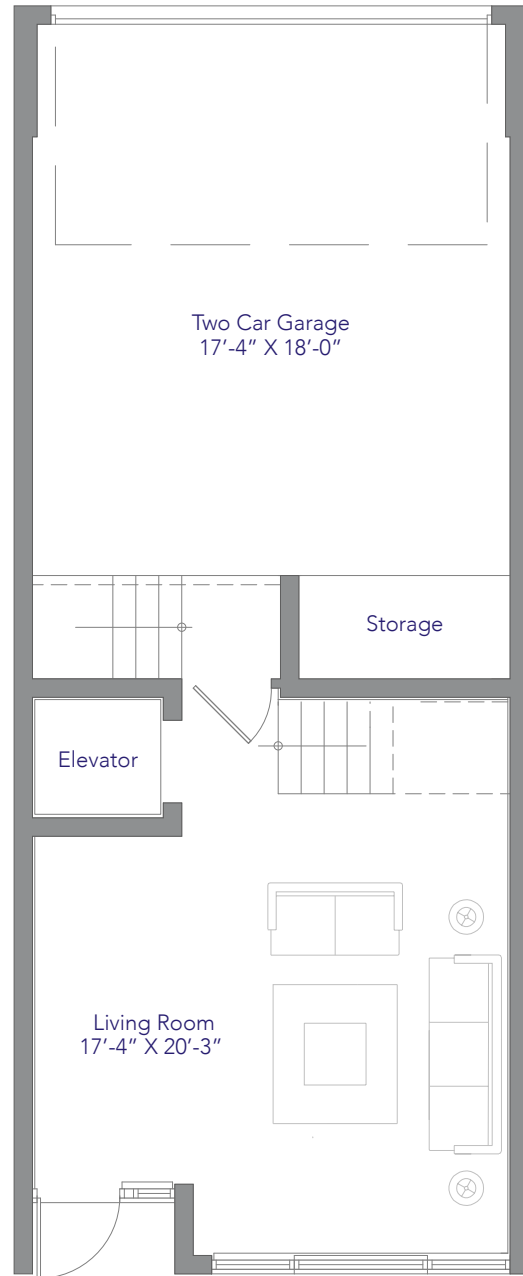 Two Car Garage
17’-4” X 18’-0”
Storage
Elevator
Living Room
17’-4” X 20’-3”